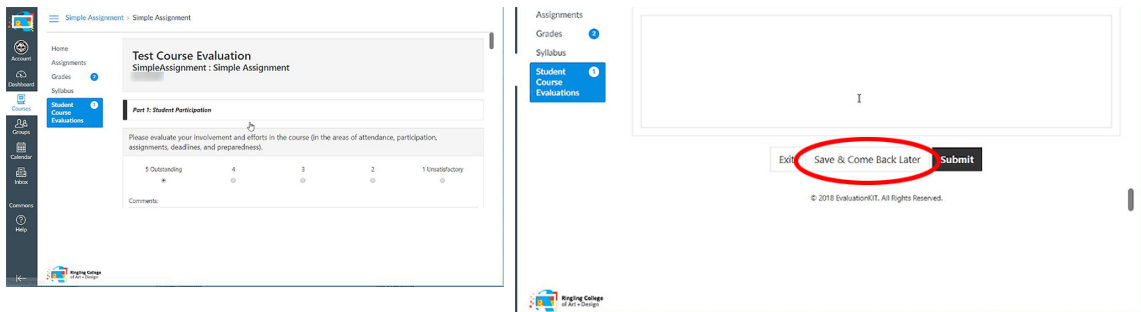 Simple Assignment > Simple Assignment
Account
Dashboard
Courses
Groups
Calendar
Inbox
Commons
Help
Home
Assignments
Grades 2
Syllabus
Student 1
Course
Evaluations
Test Course Evaluation
SimpleAssignment : Simple Assignment
Part 1: Student Participation
Please evaluate your involvement and efforts in the course (in the areas of attendance, participation,
assignments, deadlines, and preparedness).
5 Outstanding 4 3 2 1 Unsatisfactory
Comments:
Ringling College
of Art + Design
Assignments
Grades 2
Syllabus
Student 1
Course
Evaluations
Exit Save & Come Back Later Submit
© 2018 EvaluationKIT. All Rights Reserved.
Ringling College
of Art + Design